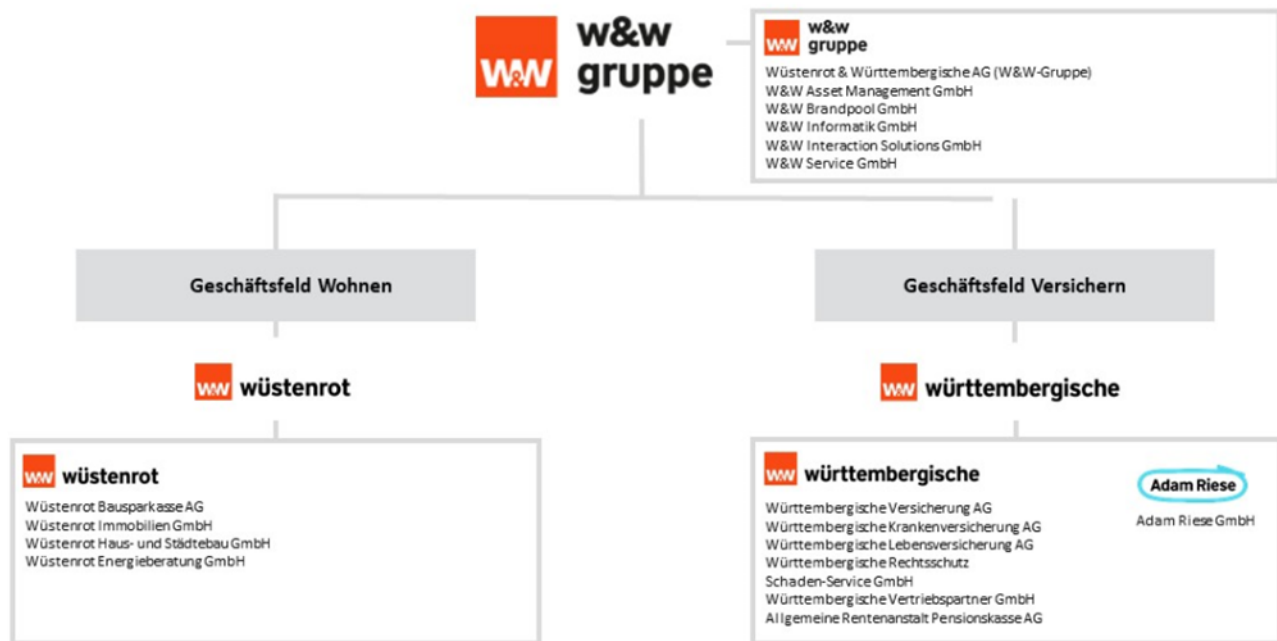 W&W
w&w
gruppe
W&W
w&w
gruppe
Wüstenrot & Württembergische AG (W&W-Gruppe)
W&W Asset Management GmbH
W&W Brandpool GmbH
W&W Informatik GmbH
W&W Interaction Solutions GmbH
W&W Service GmbH
Geschäftsfeld Wohnen
Geschäftsfeld Versichern
W&W wüstenrot
W&W württembergische
W&W wüstenrot
Wüstenrot Bausparkasse AG
Wüstenrot Immobilien GmbH
Wüstenrot Haus- und Städtebau GmbH
Wüstenrot Energieberatung GmbH
W&W württembergische
Württembergische Versicherung AG
Württembergische Krankenversicherung AG
Württembergische Lebensversicherung AG
Württembergische Rechtsschutz
Schaden-Service GmbH
Württembergische Vertriebspartner GmbH
Allgemeine Rentenanstalt Pensionskasse AG
Adam Riese
Adam Riese GmbH